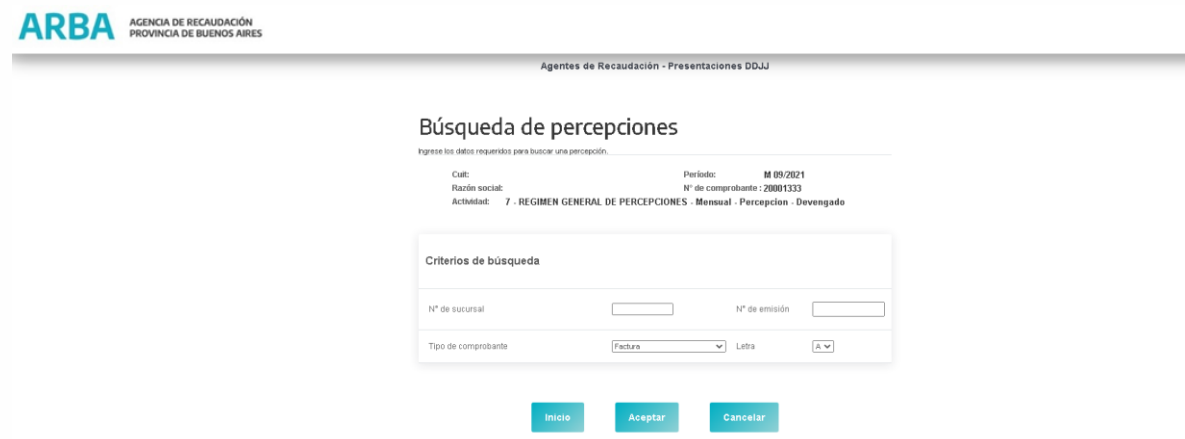 ARBA AGENCIA DE RECAUDACIÓN
PROVINCIA DE BUENOS AIRES
Agentes de Recaudación - Presentaciones DDJJ
Búsqueda de percepciones
Ingrese los datos requeridos para buscar una percepción.
Cuit: Período: M 09/2021
Razón social: N° de comprobante : 20001333
Actividad: 7 - REGIMEN GENERAL DE PERCEPCIONES - Mensual - Percepcion - Devengado
Criterios de búsqueda
N° de sucursal N° de emisión
Tipo de comprobante Factura Letra A
Inicio Aceptar Cancelar